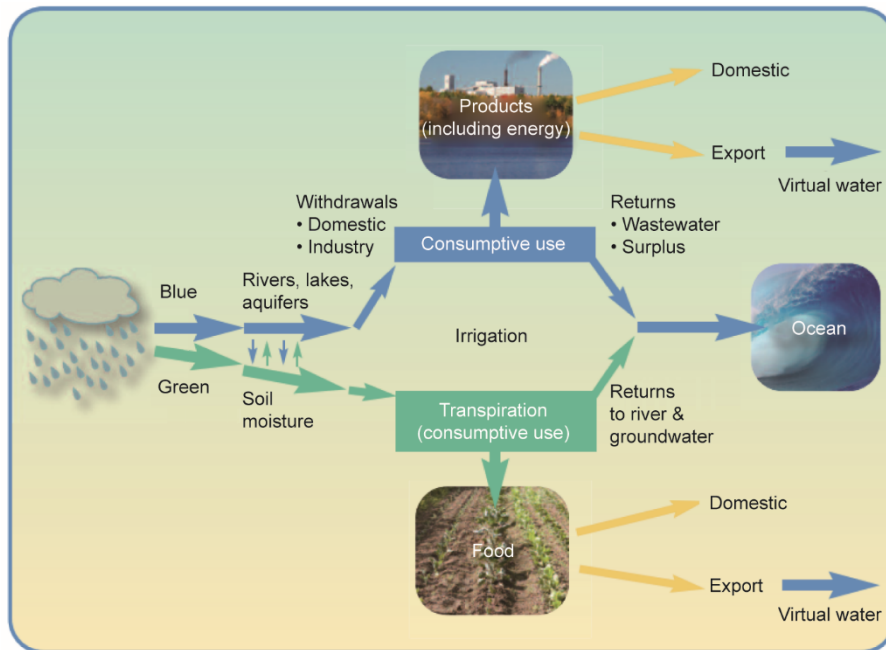 Products
(including energy)
Domestic
Export
Virtual water
Withdrawals
• Domestic
• Industry
Consumptive use
Returns
• Wastewater
• Surplus
Blue
Rivers, lakes,
aquifers
Irrigation
Ocean
Green
Soil
moisture
Transpiration
(consumptive use)
Returns
to river &
groundwater
Food
Domestic
Export
Virtual water